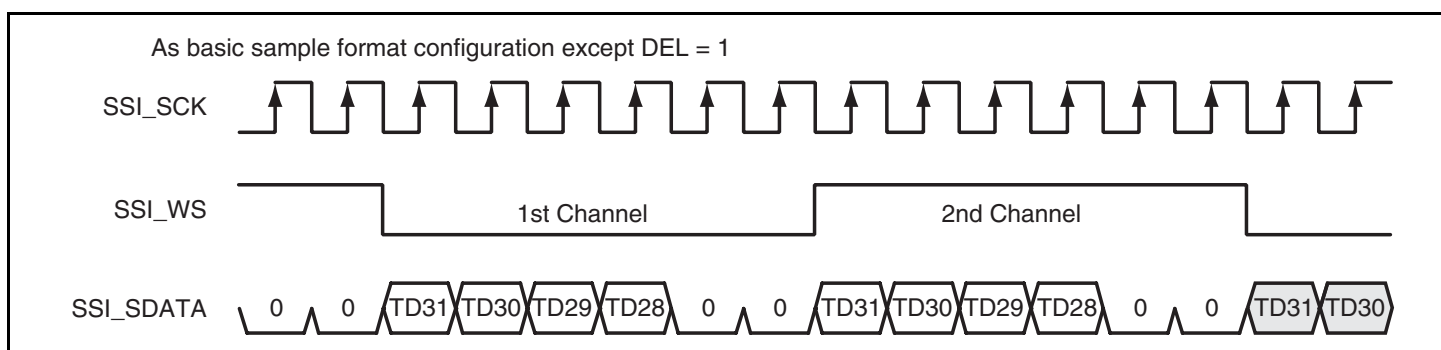 As basic sample format configuration except DEL = 1
SSI_SCK
SSI_WS 1st Channel 2nd Channel
SSI_SDATA 0 0 TD31 TD30 TD29 TD28 0 0 TD31 TD30 TD29 TD28 0 0 TD31 TD30